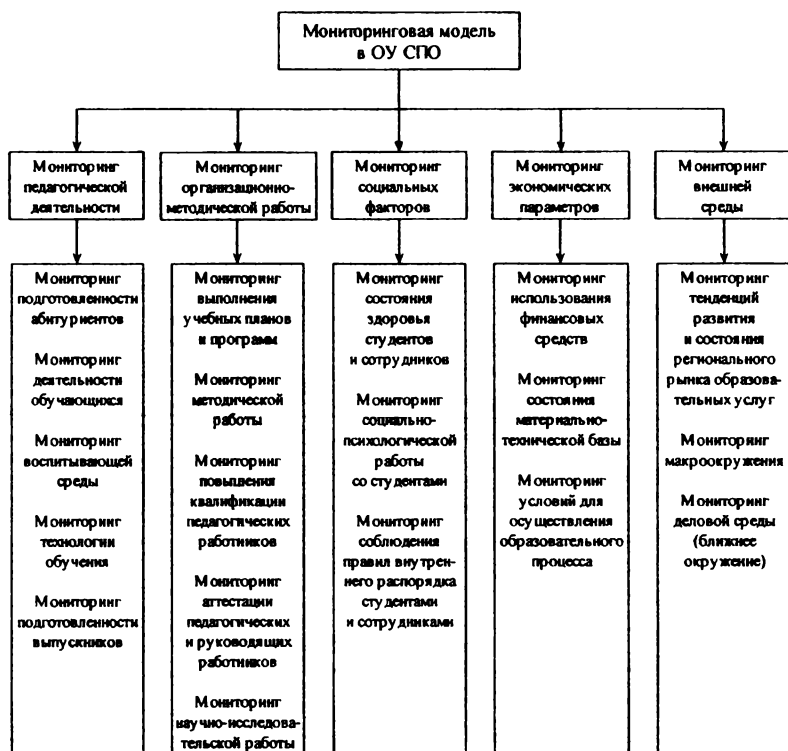 Мониторинговая модель
в ОУ СПО
Мониторинг
педагогической
деятельности
Мониторинг
организационно-
методической работы
Мониторинг
социальных
факторов
Мониторинг
экономических
параметров
Мониторинг
внешней
среды
Мониторинг
подготовленности
абитуриентов
Мониторинг
деятельности
обучающихся
Мониторинг
воспитывающей
среды
Мониторинг
технологии
обучения
Мониторинг
подготовленности
выпускников
Мониторинг
выполнения
учебных планов
и программ
Мониторинг
методической
работы
Мониторинг
повышения
квалификации
педагогических
работников
Мониторинг
аттестации
педагогических
и руководящих
работников
Мониторинг
научно-исследова-
тельской работы
Мониторинг
состояния
здоровья
студентов
и сотрудников
Мониторинг
социально-
психологической
работы
со студентами
Мониторинг
соблюдения
правил внутрен-
него распорядка
студентами
и сотрудниками
Мониторинг
использования
финансовых
средств
Мониторинг
состояния
материально-
технической базы
Мониторинг
условий для
осуществления
образовательного
процесса
Мониторинг
тенденций
развития
и состояния
регионального
рынка образова-
тельных услуг
Мониторинг
макроокружения
Мониторинг
деловой среды
(ближнее
окружение)